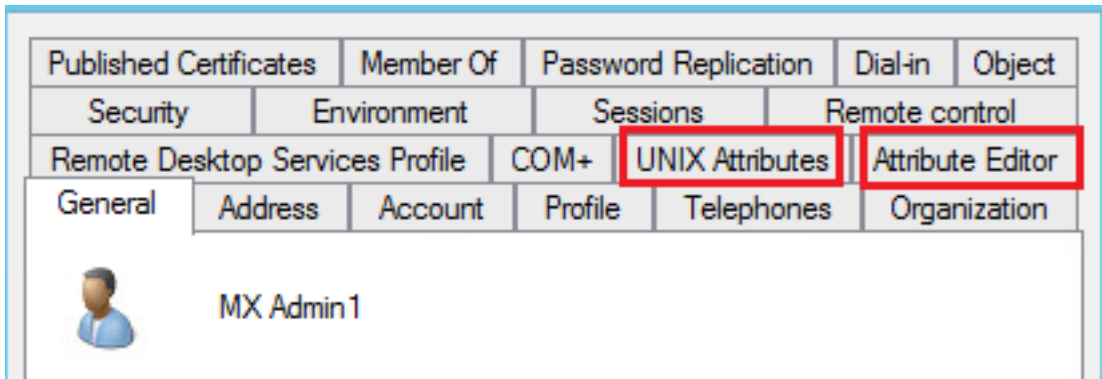 Published Certificates Member Of Password Replication Dial-in Object
Security Environment Sessions Remote control
Remote Desktop Services Profile COM+ UNIX Attributes Attribute Editor
General Address Account Profile Telephones Organization
MX Admin1